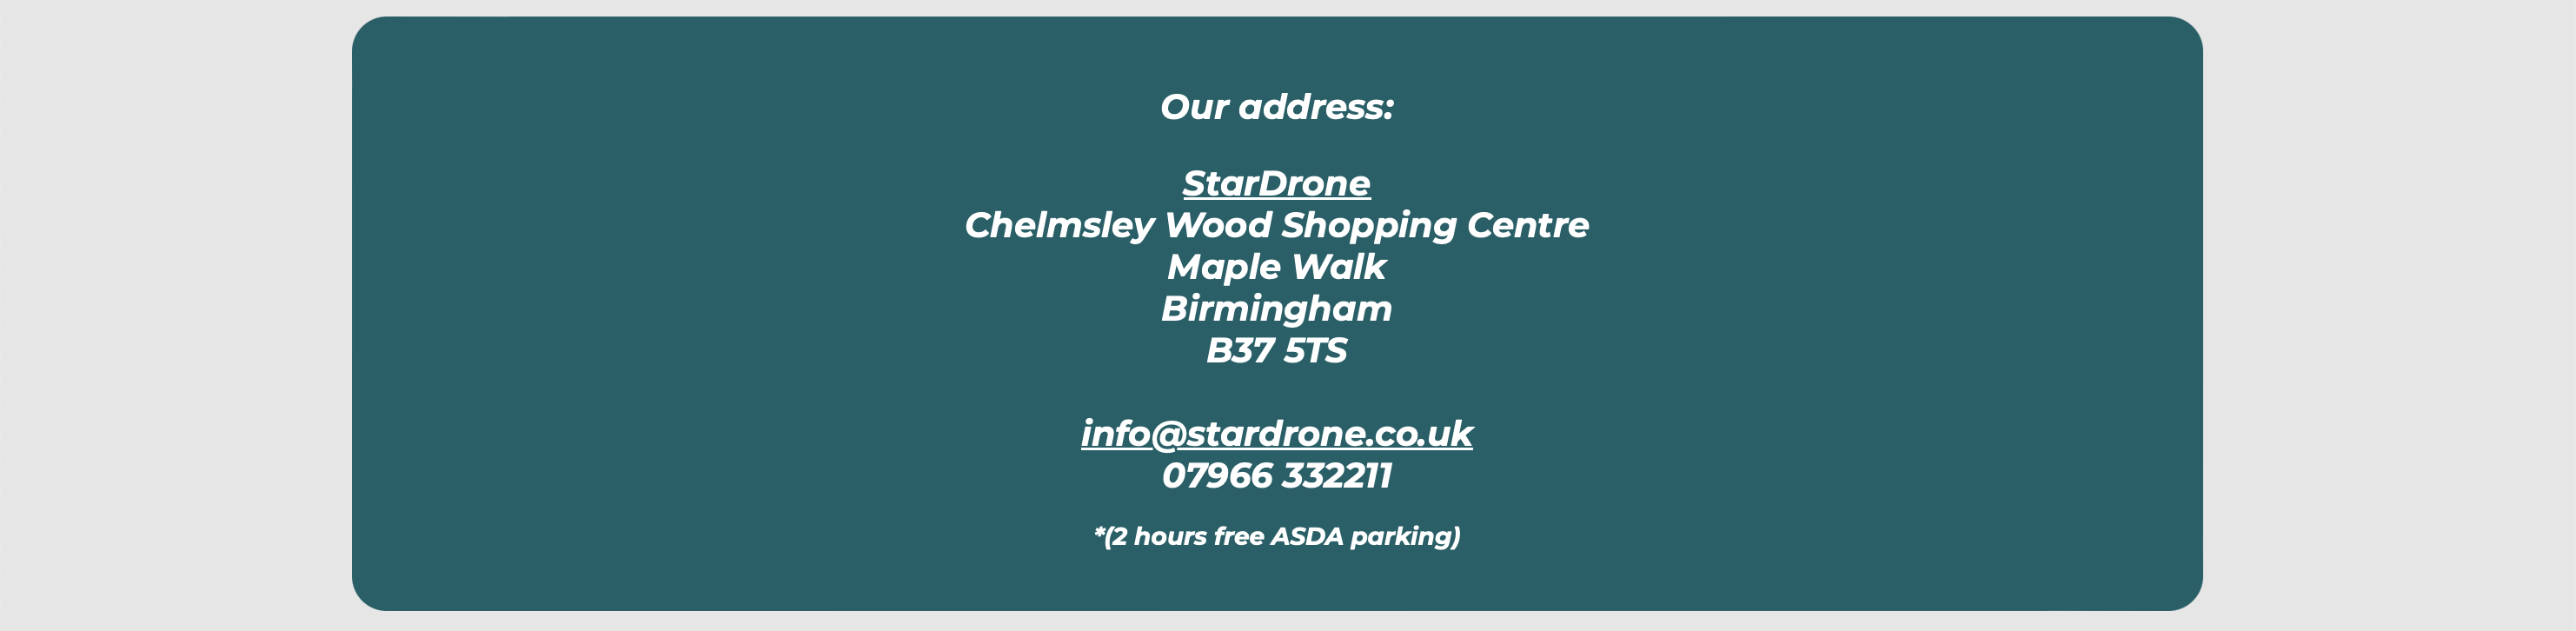 Our address:
StarDrone
Chelmsley Wood Shopping Centre
Maple Walk
Birmingham
B37 5TS
info@stardrone.co.uk
07966 332211
*(2 hours free ASDA parking)